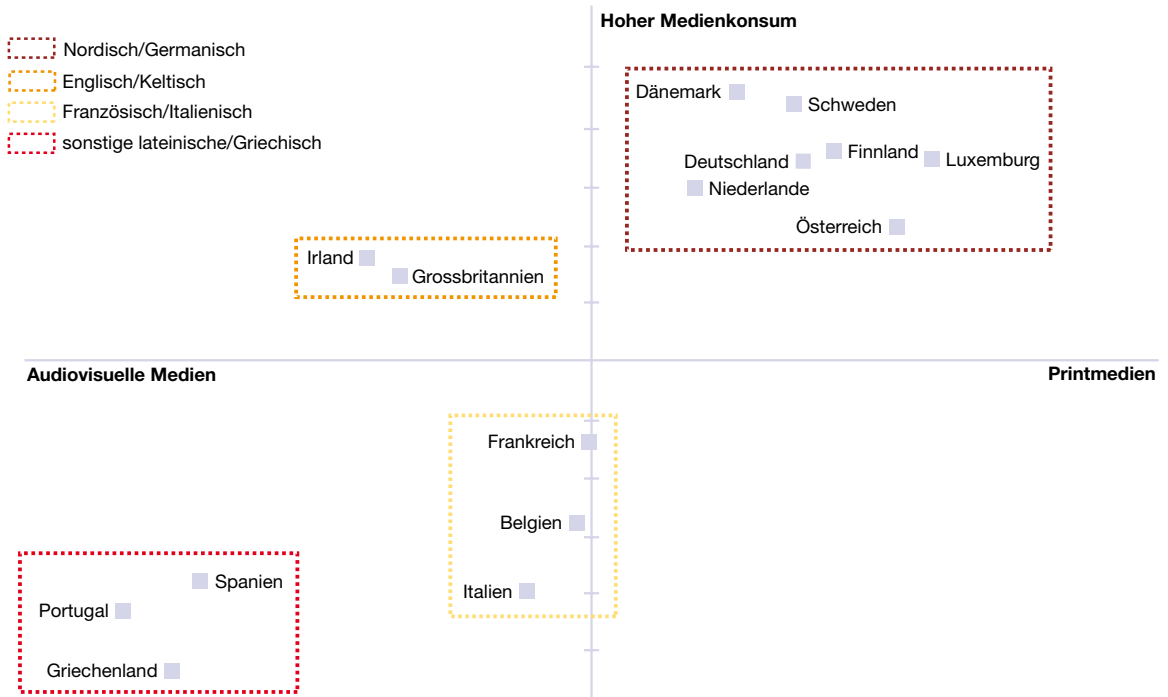 Hoher Medienkonsum
Nordisch/Germanisch
Englisch/Keltisch
Französisch/Italienisch
sonstige lateinische/Griechisch
Dänemark
Schweden
Deutschland
Finnland
Luxemburg
Niederlande
Österreich
Irland
Grossbritannien
Audiovisuelle Medien
Printmedien
Frankreich
Belgien
Italien
Spanien
Portugal
Griechenland